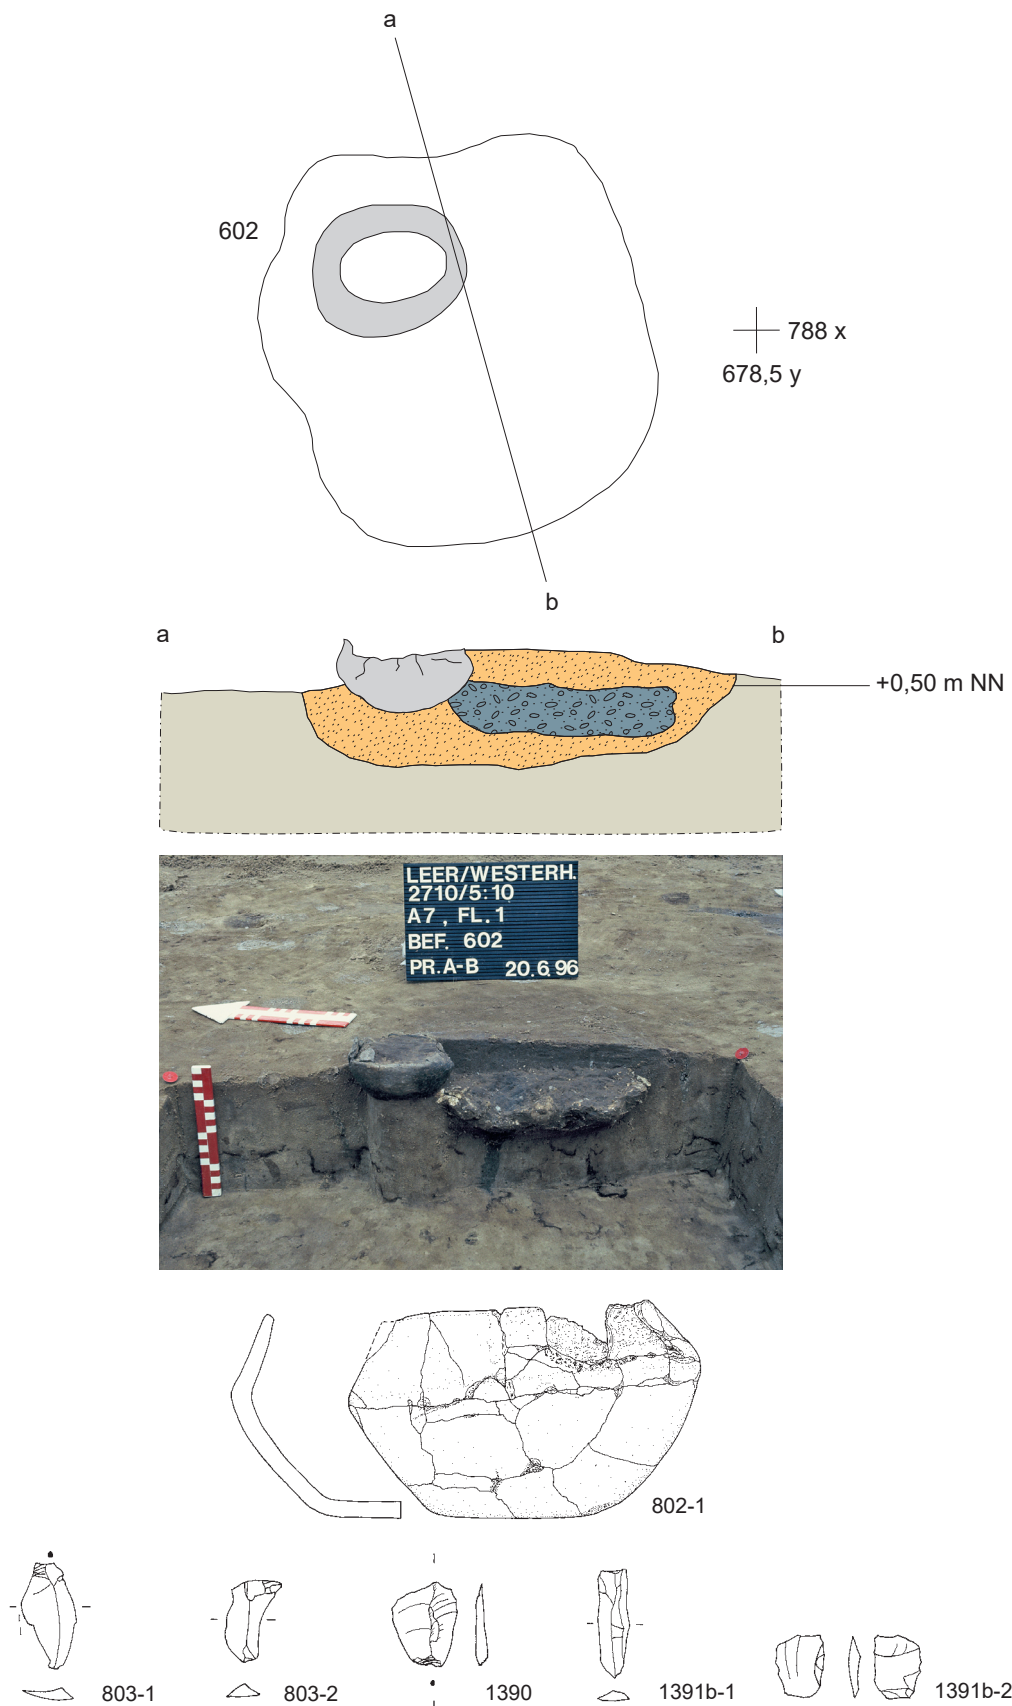 a
602
788 x
678,5 y
b
a
b
+0,50 m NN
LEER/WESTERH.
2710/5:10
A7, FL.1
BEF. 602
PR.A-B 20.6.96
802-1
803-1
803-2
1390
1391b-1
1391b-2